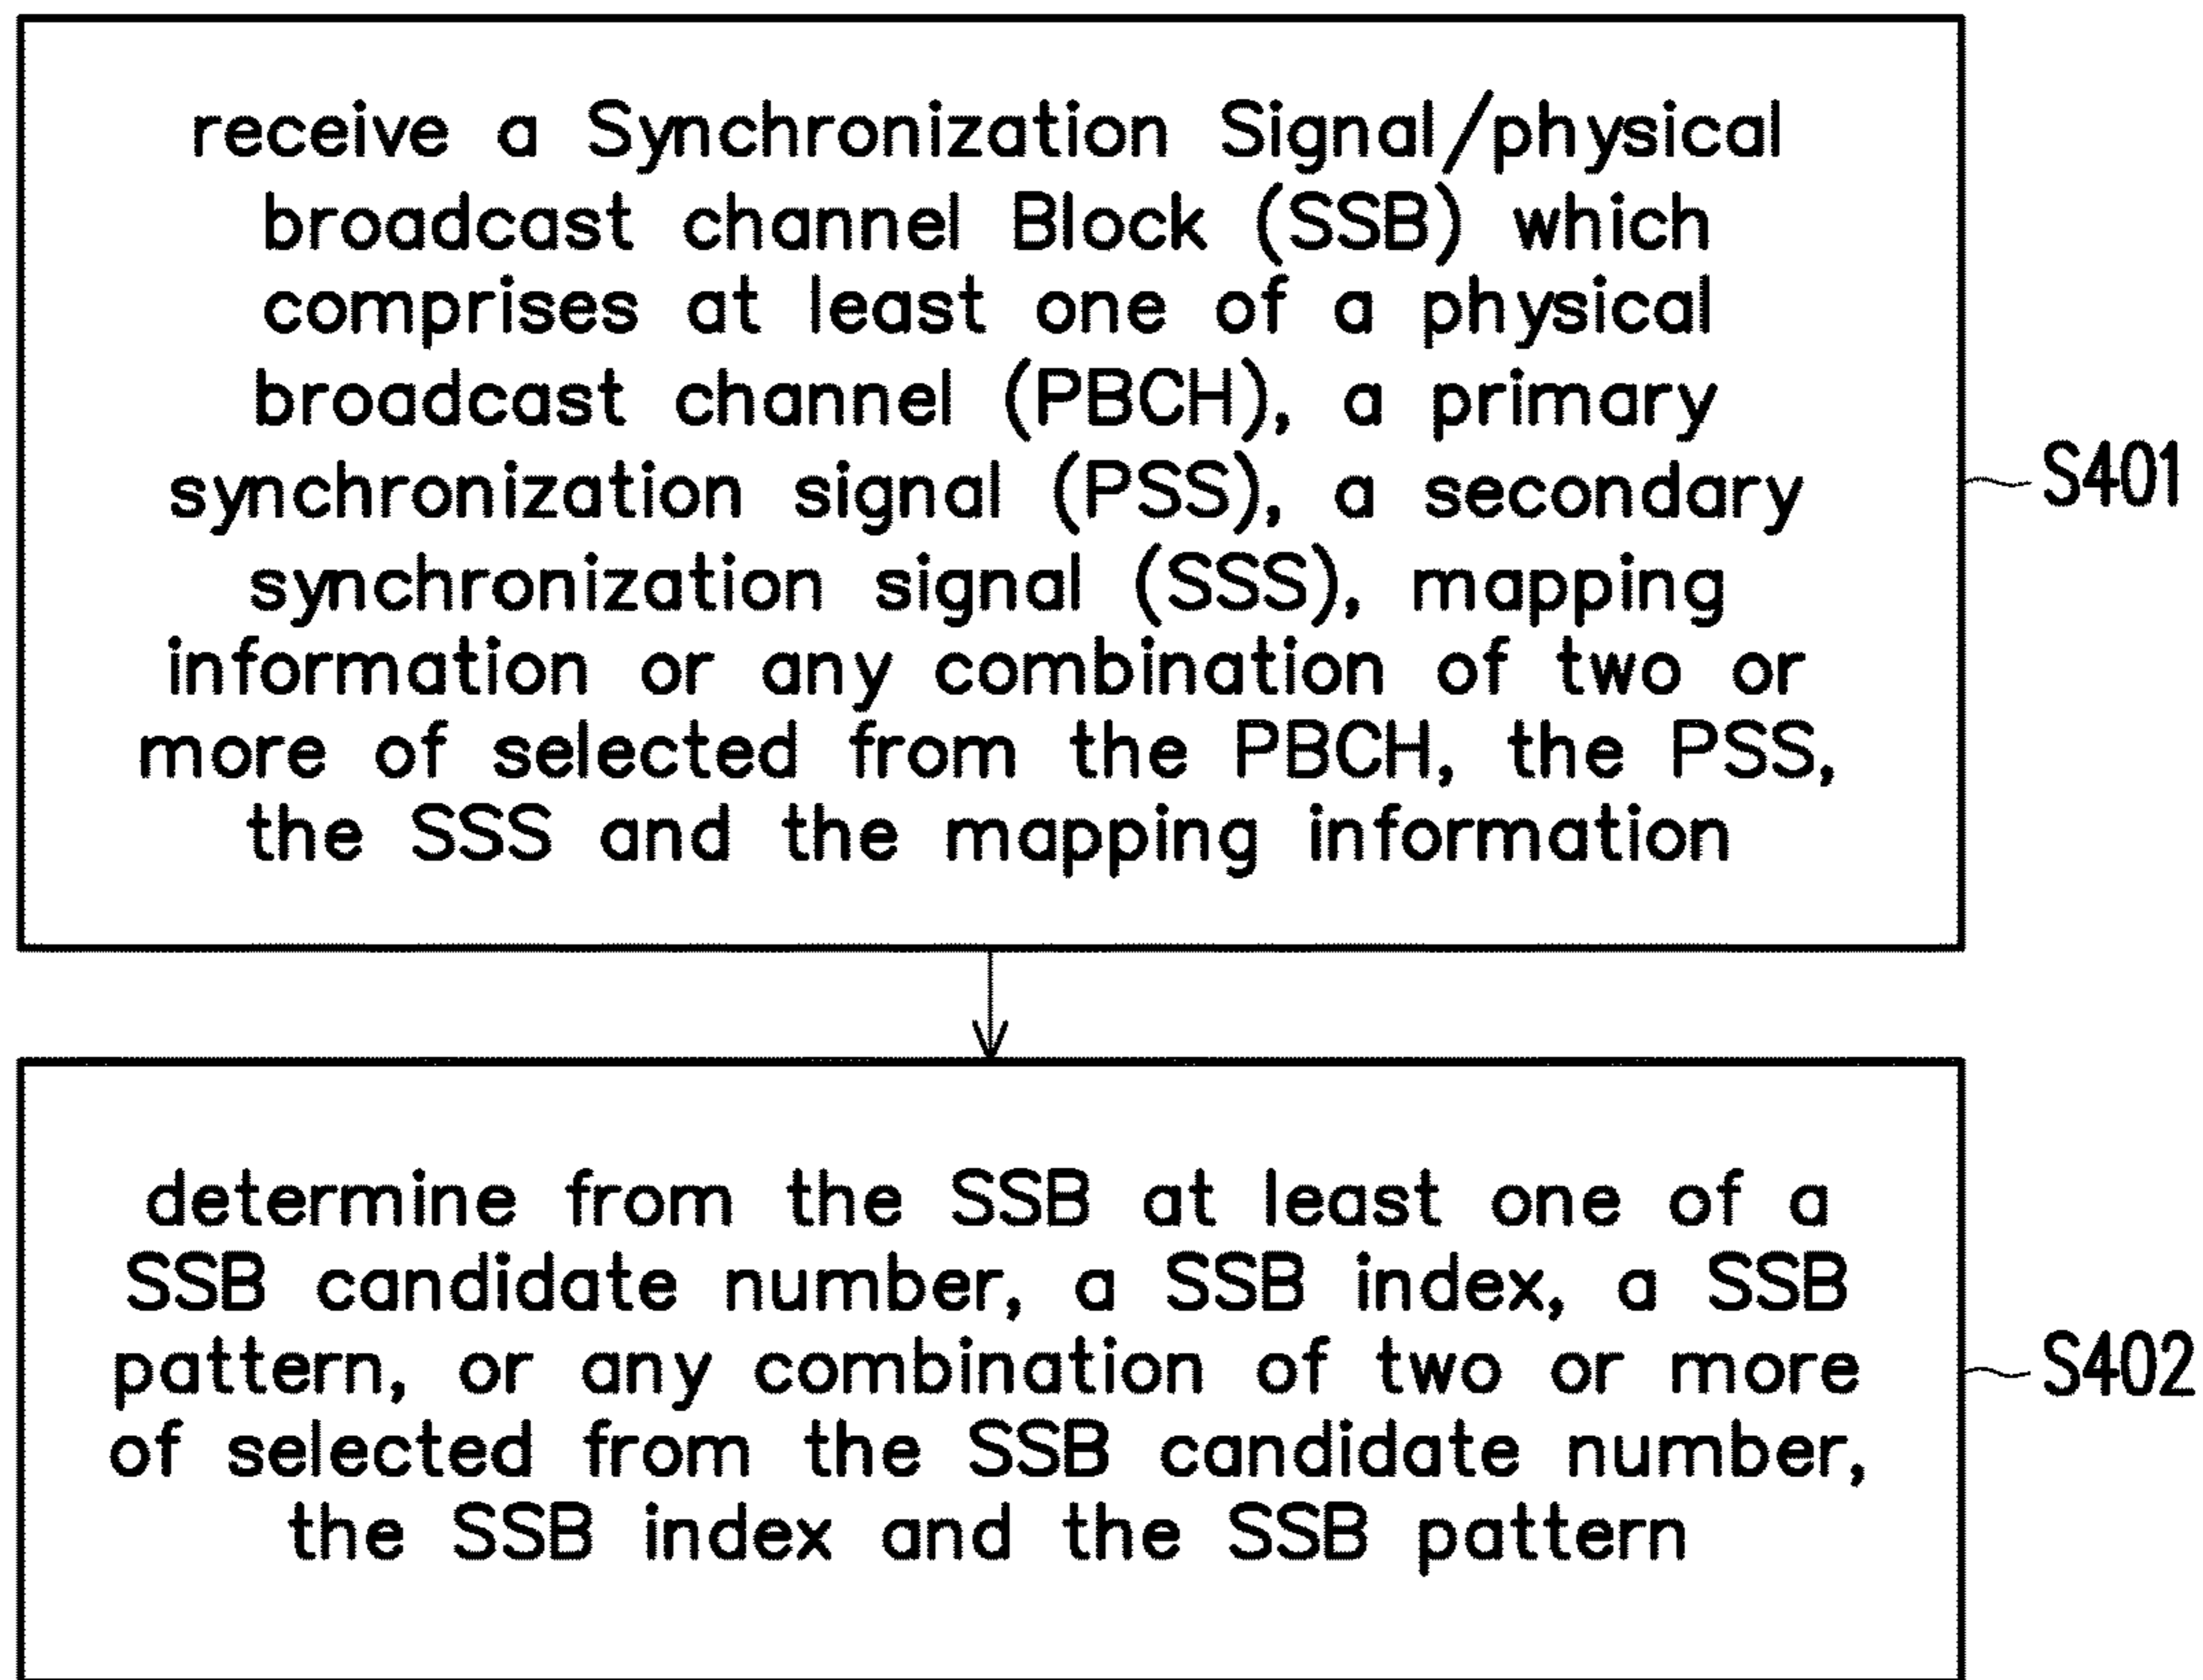 receive a Synchronization Signal/physical
broadcast channel Block (SSB) which
comprises at least one of a physical
broadcast channel (PBCH), a primary
synchronization signal (PSS), a secondary
synchronization signal (SSS), mapping
information or any combination of two or
more of selected from the PBCH, the PSS,
the SSS and the mapping information
S401
determine from the SSB at least one of a
SSB candidate number, a SSB index, a SSB
pattern, or any combination of two or more
of selected from the SSB candidate number,
the SSB index and the SSB pattern
S402